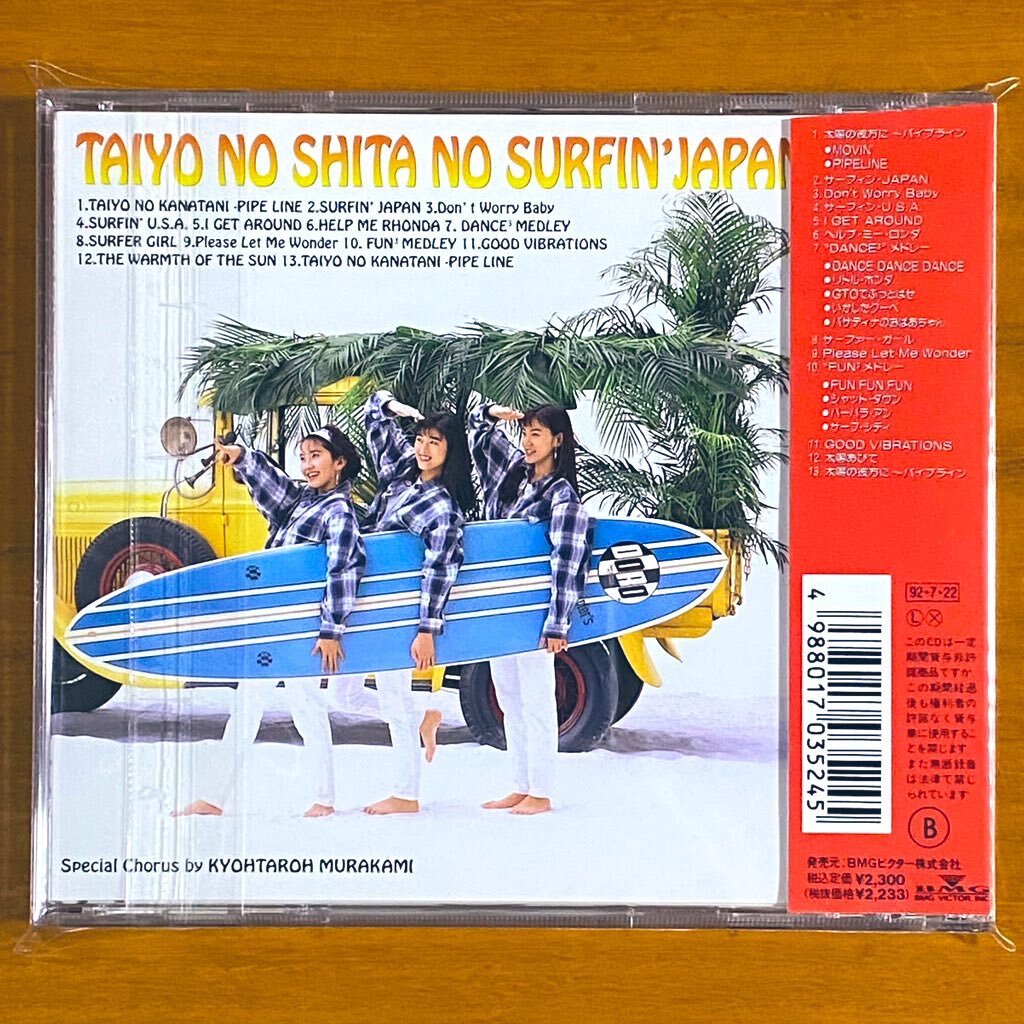 TAIYO NO SHITA NO SURFIN' JAPAN
1.TAIYO NO KANATANI -PIPE LINE 2.SURFIN' JAPAN 3.Don't Worry Baby
4.SURFIN' U.S.A. 5.I GET AROUND 6.HELP ME RHONDA 7. DANCE³ MEDLEY
8.SURFER GIRL 9.Please Let Me Wonder 10. FUN³ MEDLEY 11.GOOD VIBRATIONS
12.THE WARMTH OF THE SUN 13.TAIYO NO KANATANI -PIPE LINE
DOHO
Special Chorus by KYOHTAROH MURAKAMI
1. 太陽の彼方に〜パイプライン
●MOVIN'
●PIPELINE
2. サーフィン・JAPAN
3. Don't Worry Baby
4. サーフィン・U.S.A.
5. I GET AROUND
6. ヘルプ・ミー・ロンダ
7. "DANCE³" メドレー
●DANCE DANCE DANCE
●リトル・ホンダ
●GTOでぶっとばせ
●いかしたクーペ
●パサディナのおばあちゃん
8. サーファー・ガール
9. Please Let Me Wonder
10. "FUN³" メドレー
●FUN FUN FUN
●シャット・ダウン
●バーバラ・アン
●サーフ・シティ
11. GOOD VIBRATIONS
12. 太陽あびて
13. 太陽の彼方に〜パイプライン
4 988017 035245
92・7・22
Ⓛ Ⓧ
このCDは一定
期間貸与非許
諾商品ですが
この期間経過
後も権利者の
許諾なく貸与
業に使用するこ
とを禁じます
また無断録音
は法律で禁じ
られています
B
発売元:BMGビクター株式会社
税込定価¥2,300
(税抜価格¥2,233)
BMG
BMG VICTOR, INC.